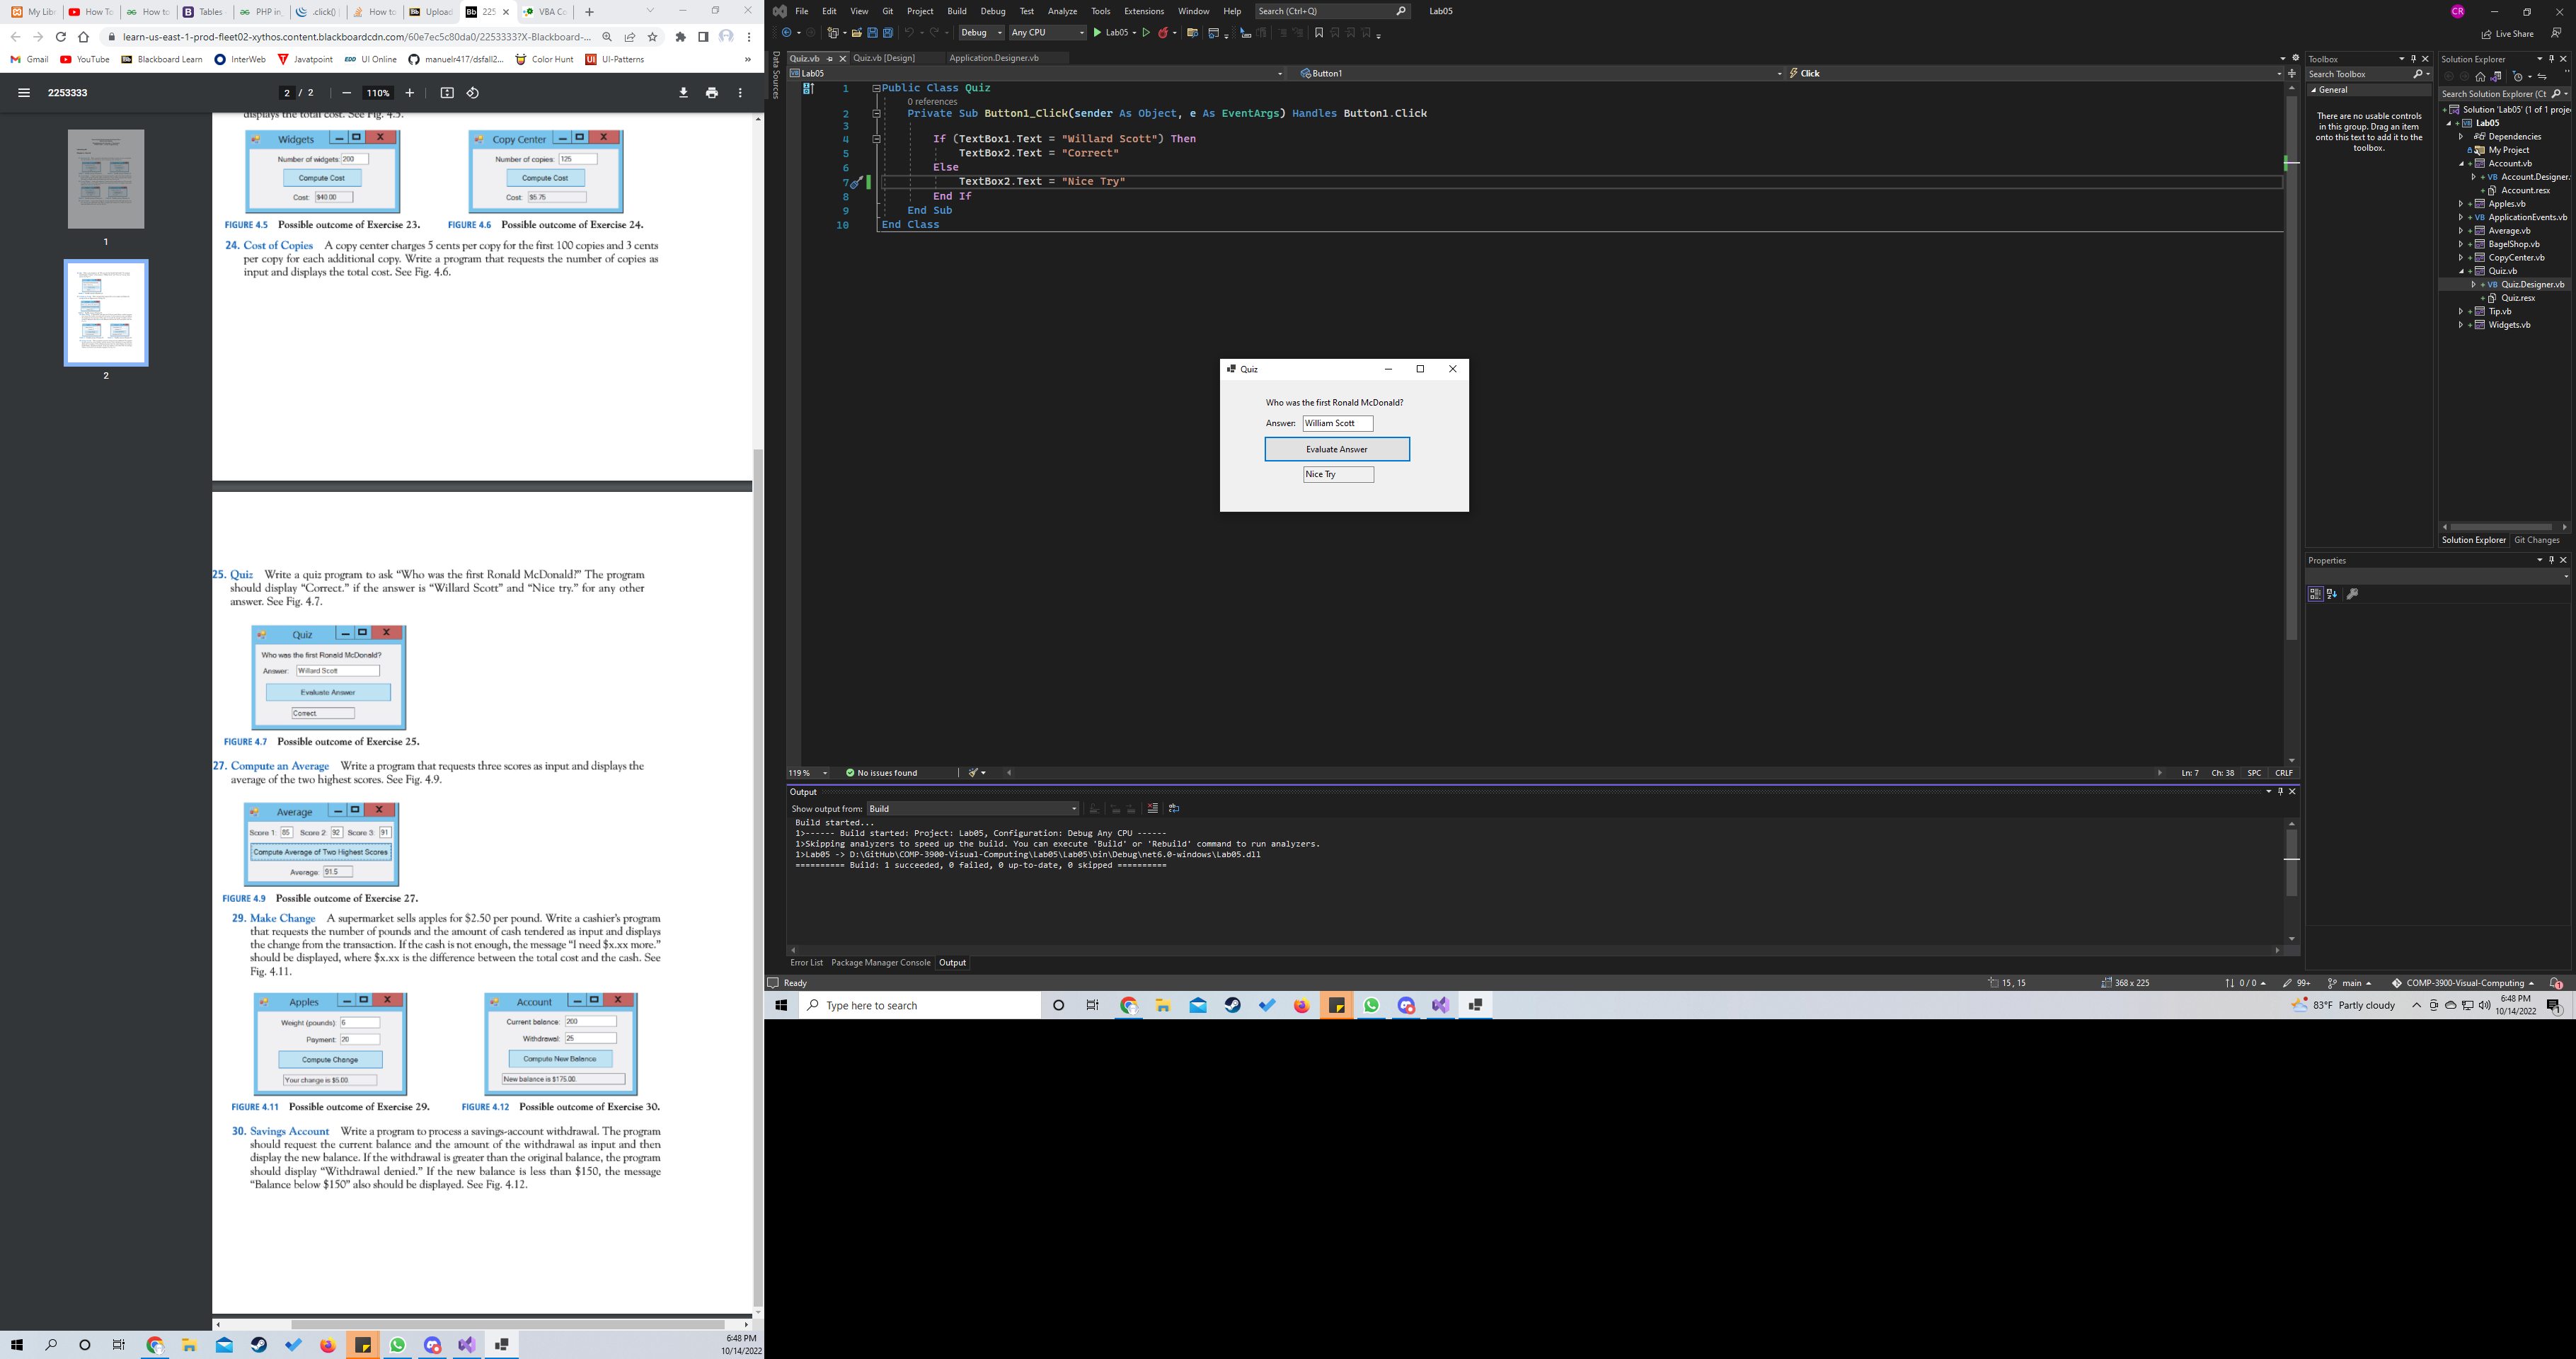 My Lib
How To
How to
Tables
PHP in
.click()
How to
Upload
225
VBA Co
learn-us-east-1-prod-fleet02-xythos.content.blackboardcdn.com/60e7ec5c80da0/2253333?X-Blackboard-...
Gmail YouTube Blackboard Learn InterWeb Javatpoint UI Online manuelr417/dsfall2... Color Hunt UI-Patterns »
2253333
2 / 2 110%
1
2
displays the total cost. See Fig. 4.5.
Widgets
Number of widgets: 200
Compute Cost
Cost: $40.00
Copy Center
Number of copies: 125
Compute Cost
Cost: $5.75
FIGURE 4.5 Possible outcome of Exercise 23.
FIGURE 4.6 Possible outcome of Exercise 24.
24. Cost of Copies A copy center charges 5 cents per copy for the first 100 copies and 3 cents
per copy for each additional copy. Write a program that requests the number of copies as
input and displays the total cost. See Fig. 4.6.
25. Quiz Write a quiz program to ask “Who was the first Ronald McDonald?” The program
should display “Correct.” if the answer is “Willard Scott” and “Nice try.” for any other
answer. See Fig. 4.7.
Quiz
Who was the first Ronald McDonald?
Answer: Willard Scott
Evaluate Answer
Correct.
FIGURE 4.7 Possible outcome of Exercise 25.
27. Compute an Average Write a program that requests three scores as input and displays the
average of the two highest scores. See Fig. 4.9.
Average
Score 1: 85 Score 2: 92 Score 3: 91
Compute Average of Two Highest Scores
Average: 91.5
FIGURE 4.9 Possible outcome of Exercise 27.
29. Make Change A supermarket sells apples for $2.50 per pound. Write a cashier’s program
that requests the number of pounds and the amount of cash tendered as input and displays
the change from the transaction. If the cash is not enough, the message “I need $x.xx more.”
should be displayed, where $x.xx is the difference between the total cost and the cash. See
Fig. 4.11.
Apples
Weight (pounds): 6
Payment: 20
Compute Change
Your change is $5.00.
Account
Current balance: 200
Withdrawal: 25
Compute New Balance
New balance is $175.00.
FIGURE 4.11 Possible outcome of Exercise 29.
FIGURE 4.12 Possible outcome of Exercise 30.
30. Savings Account Write a program to process a savings-account withdrawal. The program
should request the current balance and the amount of the withdrawal as input and then
display the new balance. If the withdrawal is greater than the original balance, the program
should display “Withdrawal denied.” If the new balance is less than $150, the message
“Balance below $150” also should be displayed. See Fig. 4.12.
6:48 PM
10/14/2022
File Edit View Git Project Build Debug Test Analyze Tools Extensions Window Help Search (Ctrl+Q) Lab05
CR
Debug Any CPU Lab05
Live Share
Data Sources
Quiz.vb Quiz.vb [Design] Application.Designer.vb
Lab05 Button1 Click
1 Public Class Quiz
0 references
2 Private Sub Button1_Click(sender As Object, e As EventArgs) Handles Button1.Click
3
4 If (TextBox1.Text = "Willard Scott") Then
5 TextBox2.Text = "Correct"
6 Else
7 TextBox2.Text = "Nice Try"
8 End If
9 End Sub
10 End Class
Quiz
Who was the first Ronald McDonald?
Answer: William Scott
Evaluate Answer
Nice Try
119 % No issues found Ln: 7 Ch: 38 SPC CRLF
Output
Show output from: Build
Build started...
1>------ Build started: Project: Lab05, Configuration: Debug Any CPU ------
1>Skipping analyzers to speed up the build. You can execute 'Build' or 'Rebuild' command to run analyzers.
1>Lab05 -> D:\GitHub\COMP-3900-Visual-Computing\Lab05\Lab05\bin\Debug\net6.0-windows\Lab05.dll
========== Build: 1 succeeded, 0 failed, 0 up-to-date, 0 skipped ==========
Error List Package Manager Console Output
Ready 15, 15 368 x 225 0 / 0 99+ main COMP-3900-Visual-Computing 1
Toolbox
Search Toolbox
General
There are no usable controls
in this group. Drag an item
onto this text to add it to the
toolbox.
Solution Explorer
Search Solution Explorer (Ct
Solution 'Lab05' (1 of 1 proje
Lab05
Dependencies
My Project
Account.vb
Account.Designer.
Account.resx
Apples.vb
ApplicationEvents.vb
Average.vb
BagelShop.vb
CopyCenter.vb
Quiz.vb
Quiz.Designer.vb
Quiz.resx
Tip.vb
Widgets.vb
Solution Explorer Git Changes
Properties
Type here to search
83°F Partly cloudy
6:48 PM
10/14/2022